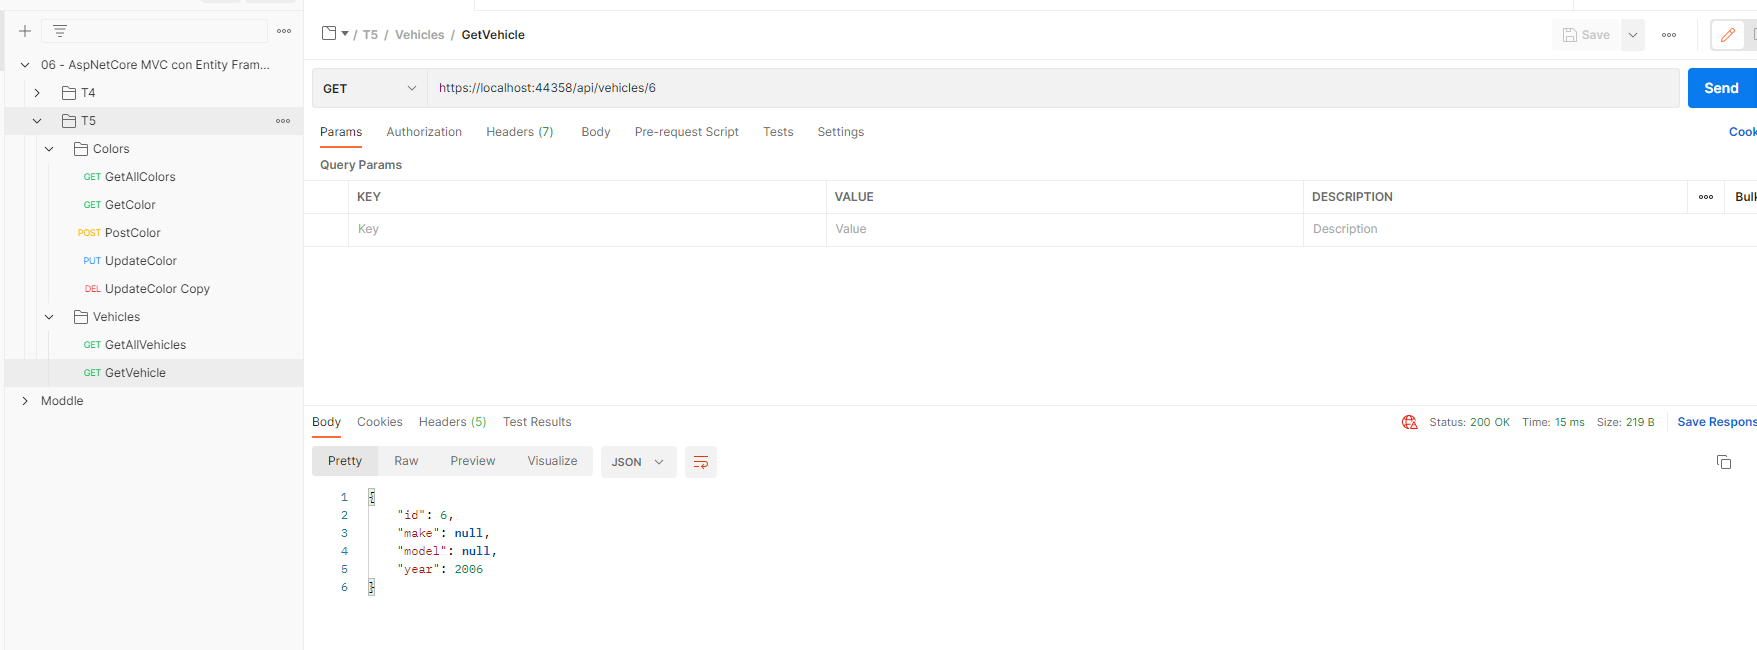 06 - AspNetCore MVC con Entity Fram...
T4
T5
Colors
GET GetAllColors
GET GetColor
POST PostColor
PUT UpdateColor
DEL UpdateColor Copy
Vehicles
GET GetAllVehicles
GET GetVehicle
Moddle
/ T5 / Vehicles / GetVehicle
Save
GET
https://localhost:44358/api/vehicles/6
Send
Params Authorization Headers (7) Body Pre-request Script Tests Settings
Cook
Query Params
KEY VALUE DESCRIPTION Bulk
Key Value Description
Body Cookies Headers (5) Test Results
Status: 200 OK Time: 15 ms Size: 219 B Save Respons
Pretty Raw Preview Visualize JSON
1 {
2 "id": 6,
3 "make": null,
4 "model": null,
5 "year": 2006
6 }